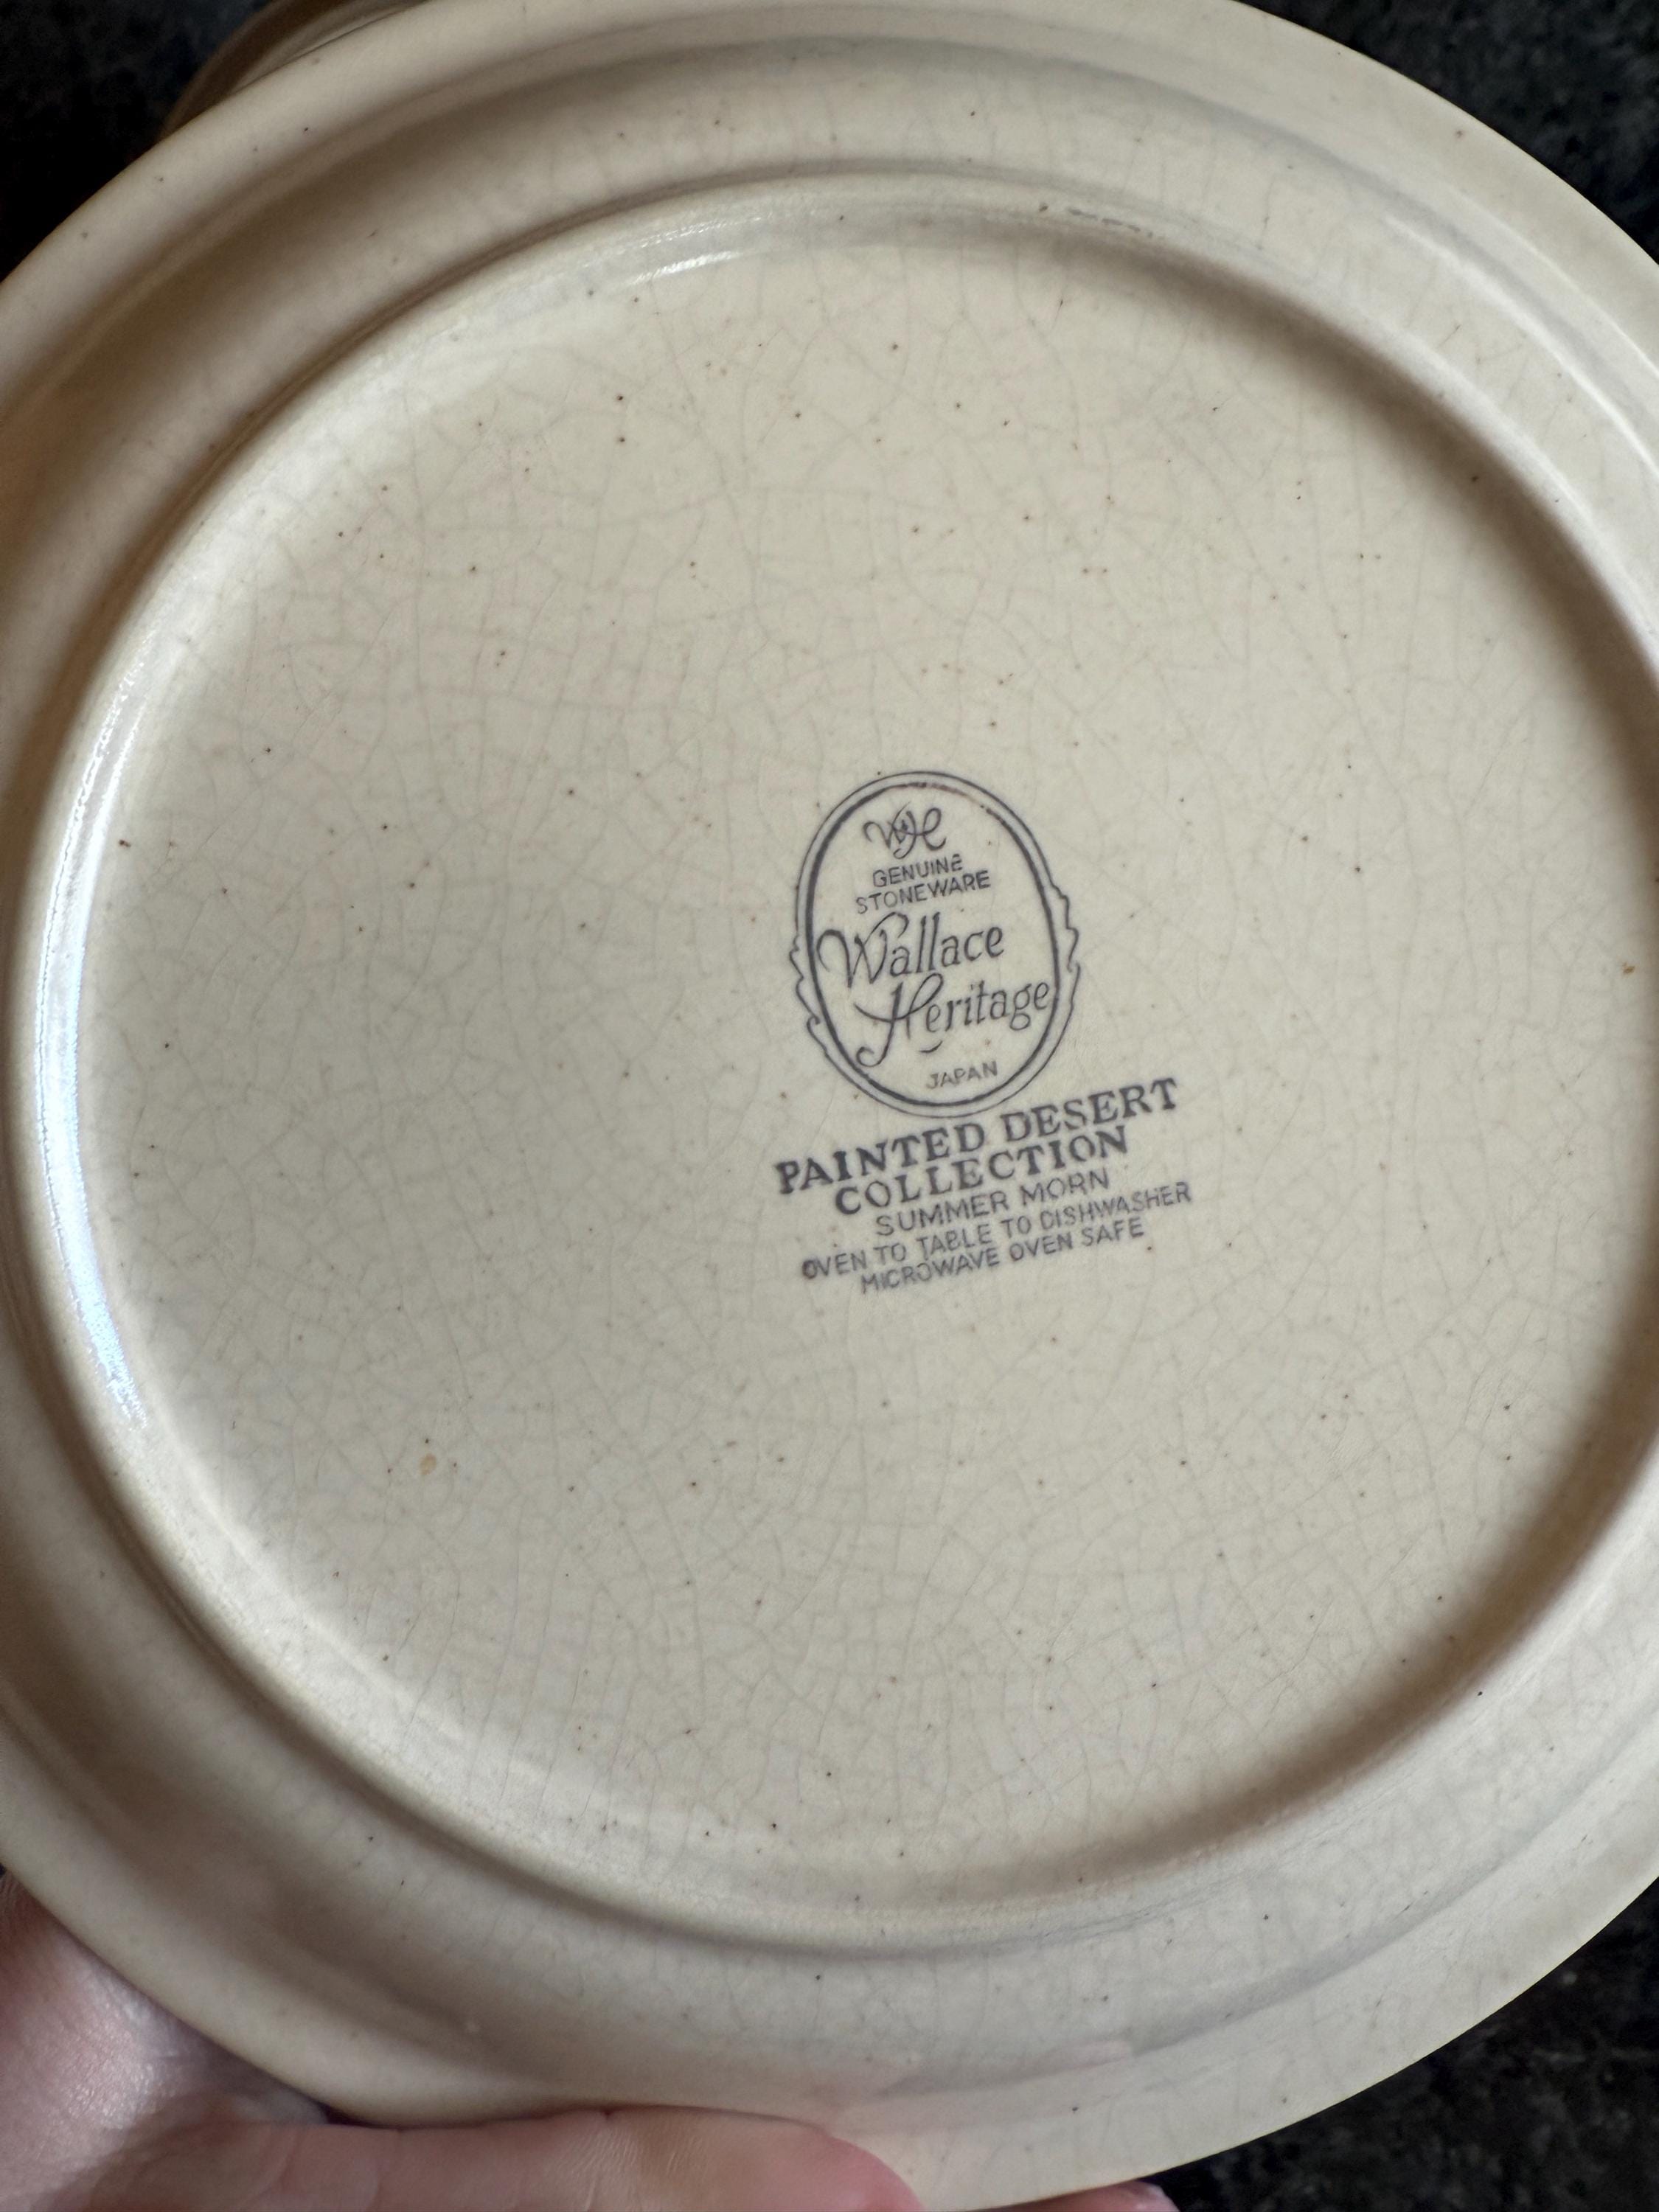 WH
GENUINE
STONEWARE
Wallace
Heritage
JAPAN
PAINTED DESERT
COLLECTION
SUMMER MORN
OVEN TO TABLE TO DISHWASHER
MICROWAVE OVEN SAFE